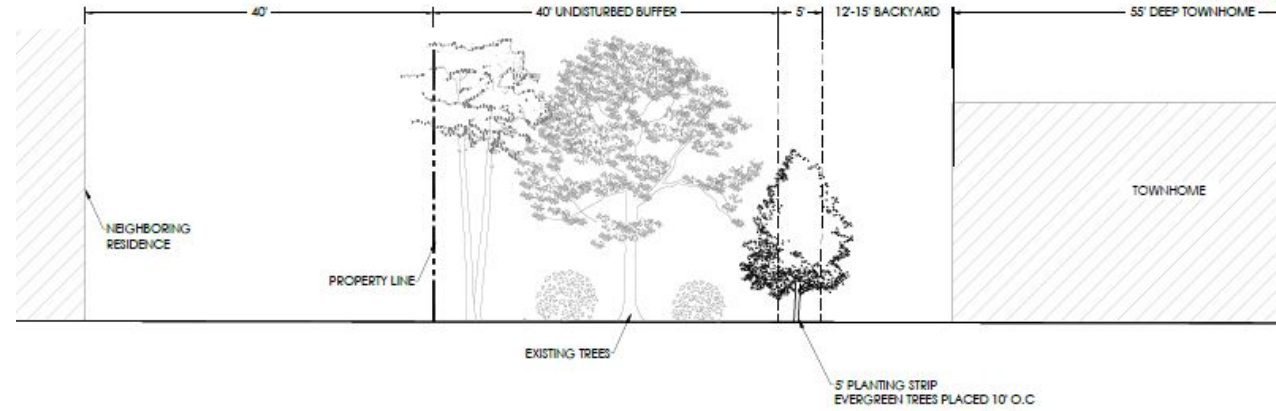 40'
40' UNDISTURBED BUFFER
5'
12'-15' BACKYARD
55' DEEP TOWNHOME
NEIGHBORING
RESIDENCE
PROPERTY LINE
TOWNHOME
EXISTING TREES
5' PLANTING STRIP
EVERGREEN TREES PLACED 10' O.C